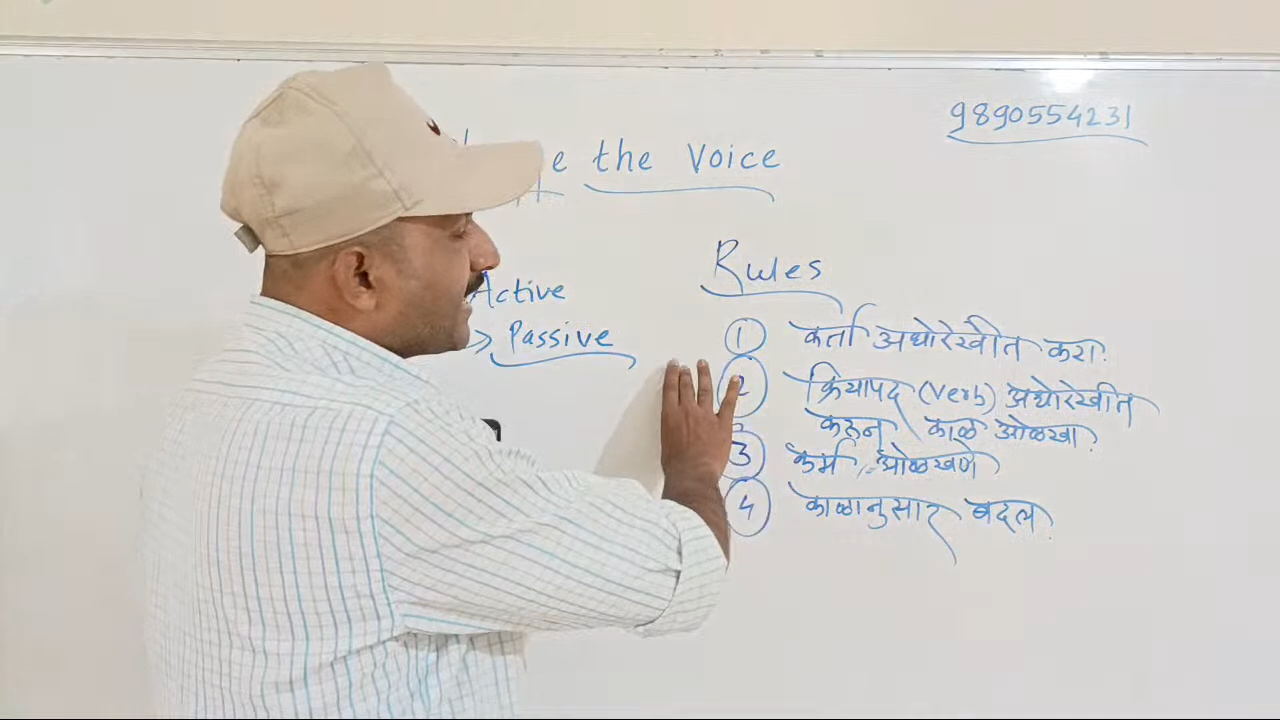 9890554231
e the Voice
Active
Passive
Rules
1 कर्ता अधोरेखीत करा.
2 क्रियापद (Verb) अधोरेखीत
करून काळ ओळखा.
3 कर्म ओळखणे
4 काळानुसार बदल